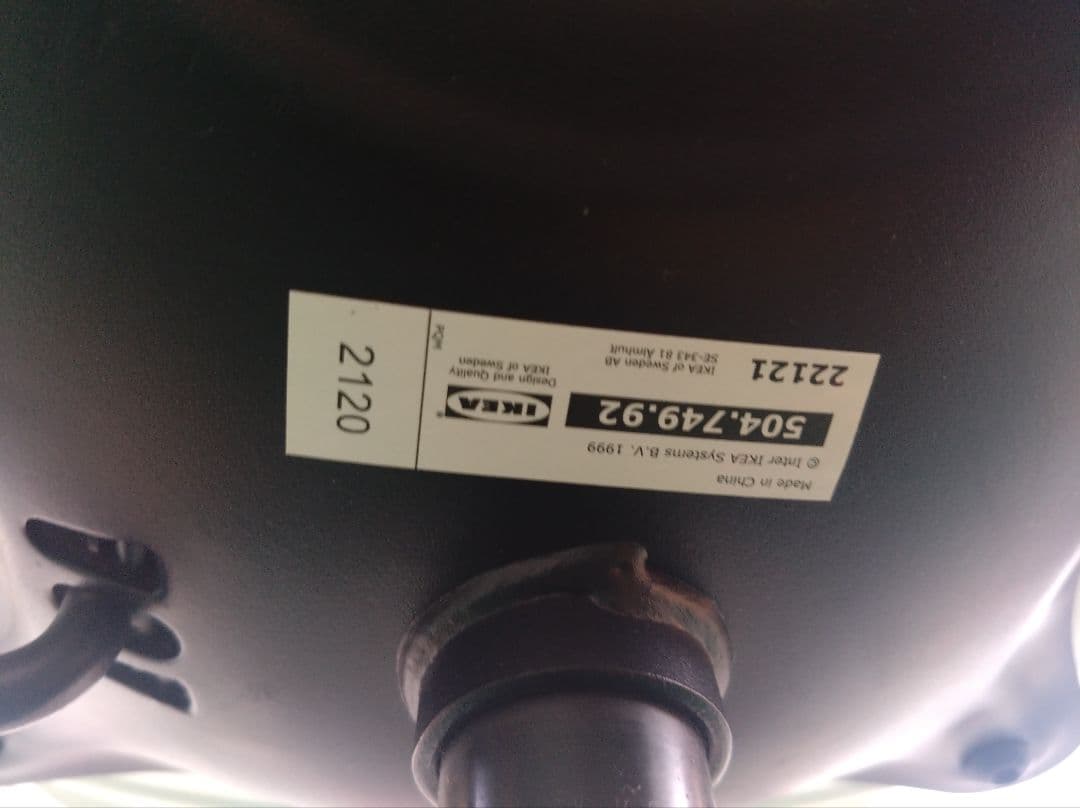 Made in China
© Inter IKEA Systems B.V. 1999
504.749.92
22121
IKEA of Sweden AB
SE-343 81 Älmhult
IKEA
®
Design and Quality
IKEA of Sweden
PQM
2120